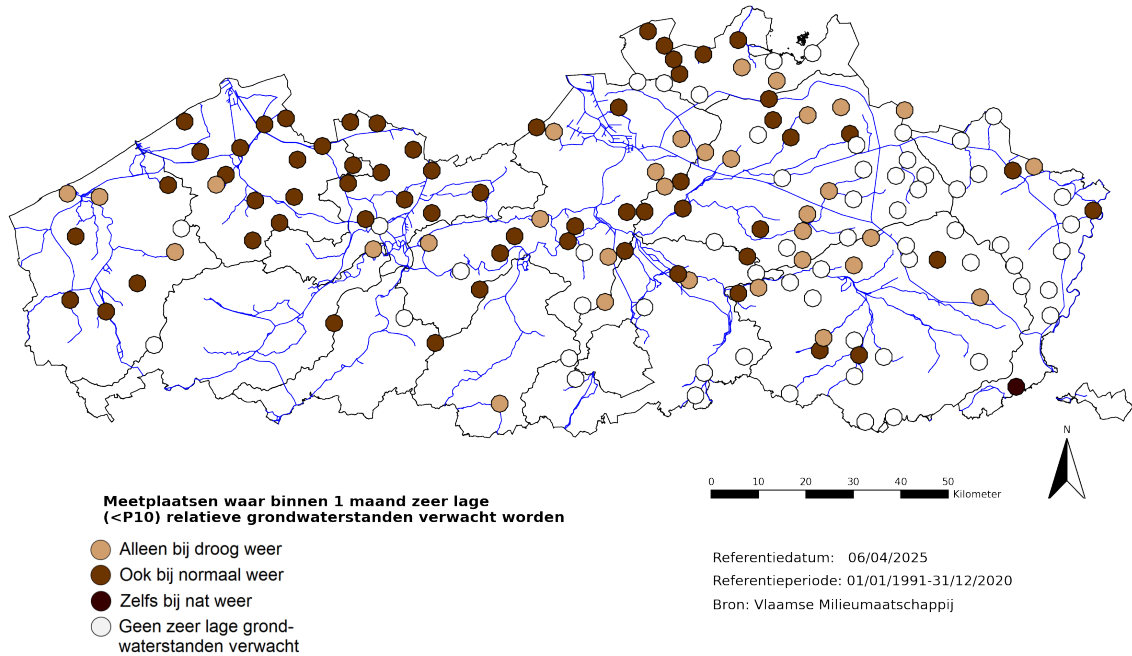 N
0 10 20 30 40 50
Kilometer
Meetplaatsen waar binnen 1 maand zeer lage
(<P10) relatieve grondwaterstanden verwacht worden
Alleen bij droog weer
Ook bij normaal weer
Zelfs bij nat weer
Geen zeer lage grond-
waterstanden verwacht
Referentiedatum: 06/04/2025
Referentieperiode: 01/01/1991-31/12/2020
Bron: Vlaamse Milieumaatschappij